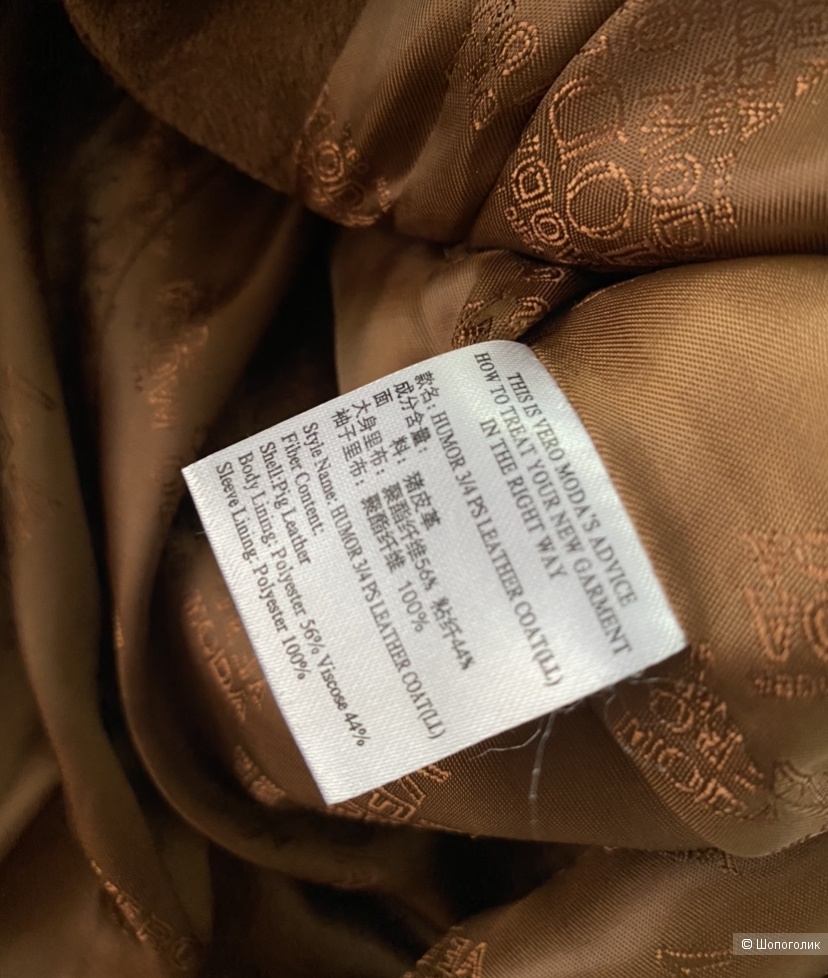 THIS IS VERO MODA'S ADVICE
HOW TO TREAT YOUR NEW GARMENT
IN THE RIGHT WAY
款名: HUMOR 3/4 PS LEATHER COAT(LL)
成分含量:
面 料: 猪皮革
大身里布: 聚酯纤维56% 粘纤44%
袖子里布: 聚酯纤维 100%
Style Name: HUMOR 3/4 PS LEATHER COAT(LL)
Fiber Content:
Shell:Pig Leather
Body Lining: Polyester 56% Viscose 44%
Sleeve Lining: Polyester 100%
© Шопоголик